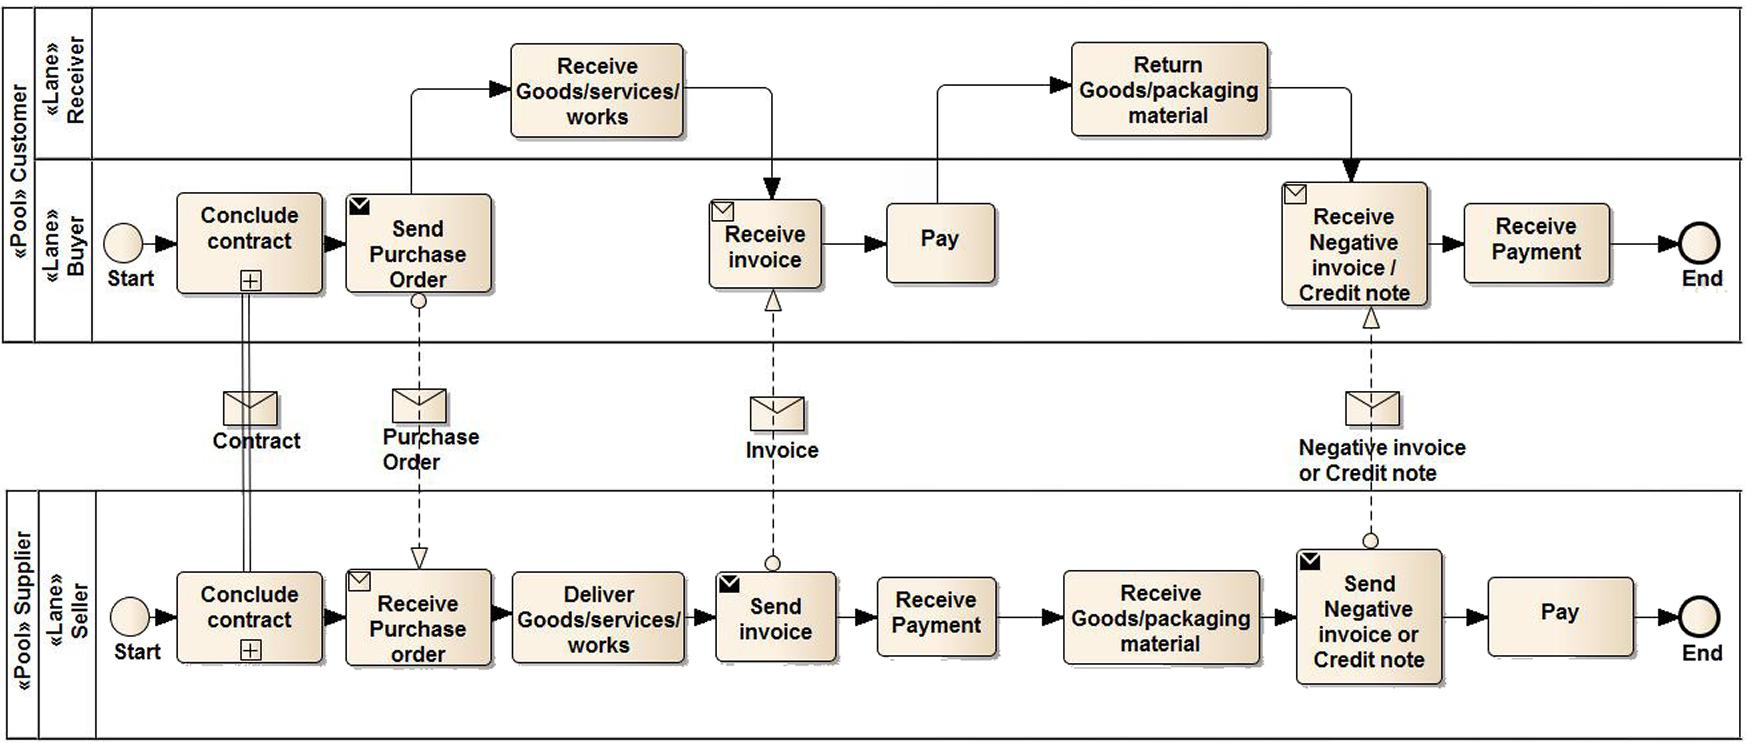 «Pool» Customer
«Lane»
Receiver
Receive
Goods/services/
works
Return
Goods/packaging
material
«Lane»
Buyer
Start
Conclude
contract
Send
Purchase
Order
Receive
invoice
Pay
Receive
Negative
invoice /
Credit note
Receive
Payment
End
Contract
Purchase
Order
Invoice
Negative invoice
or Credit note
«Pool» Supplier
«Lane»
Seller
Start
Conclude
contract
Receive
Purchase
order
Deliver
Goods/services/
works
Send
invoice
Receive
Payment
Receive
Goods/packaging
material
Send
Negative
invoice or
Credit note
Pay
End